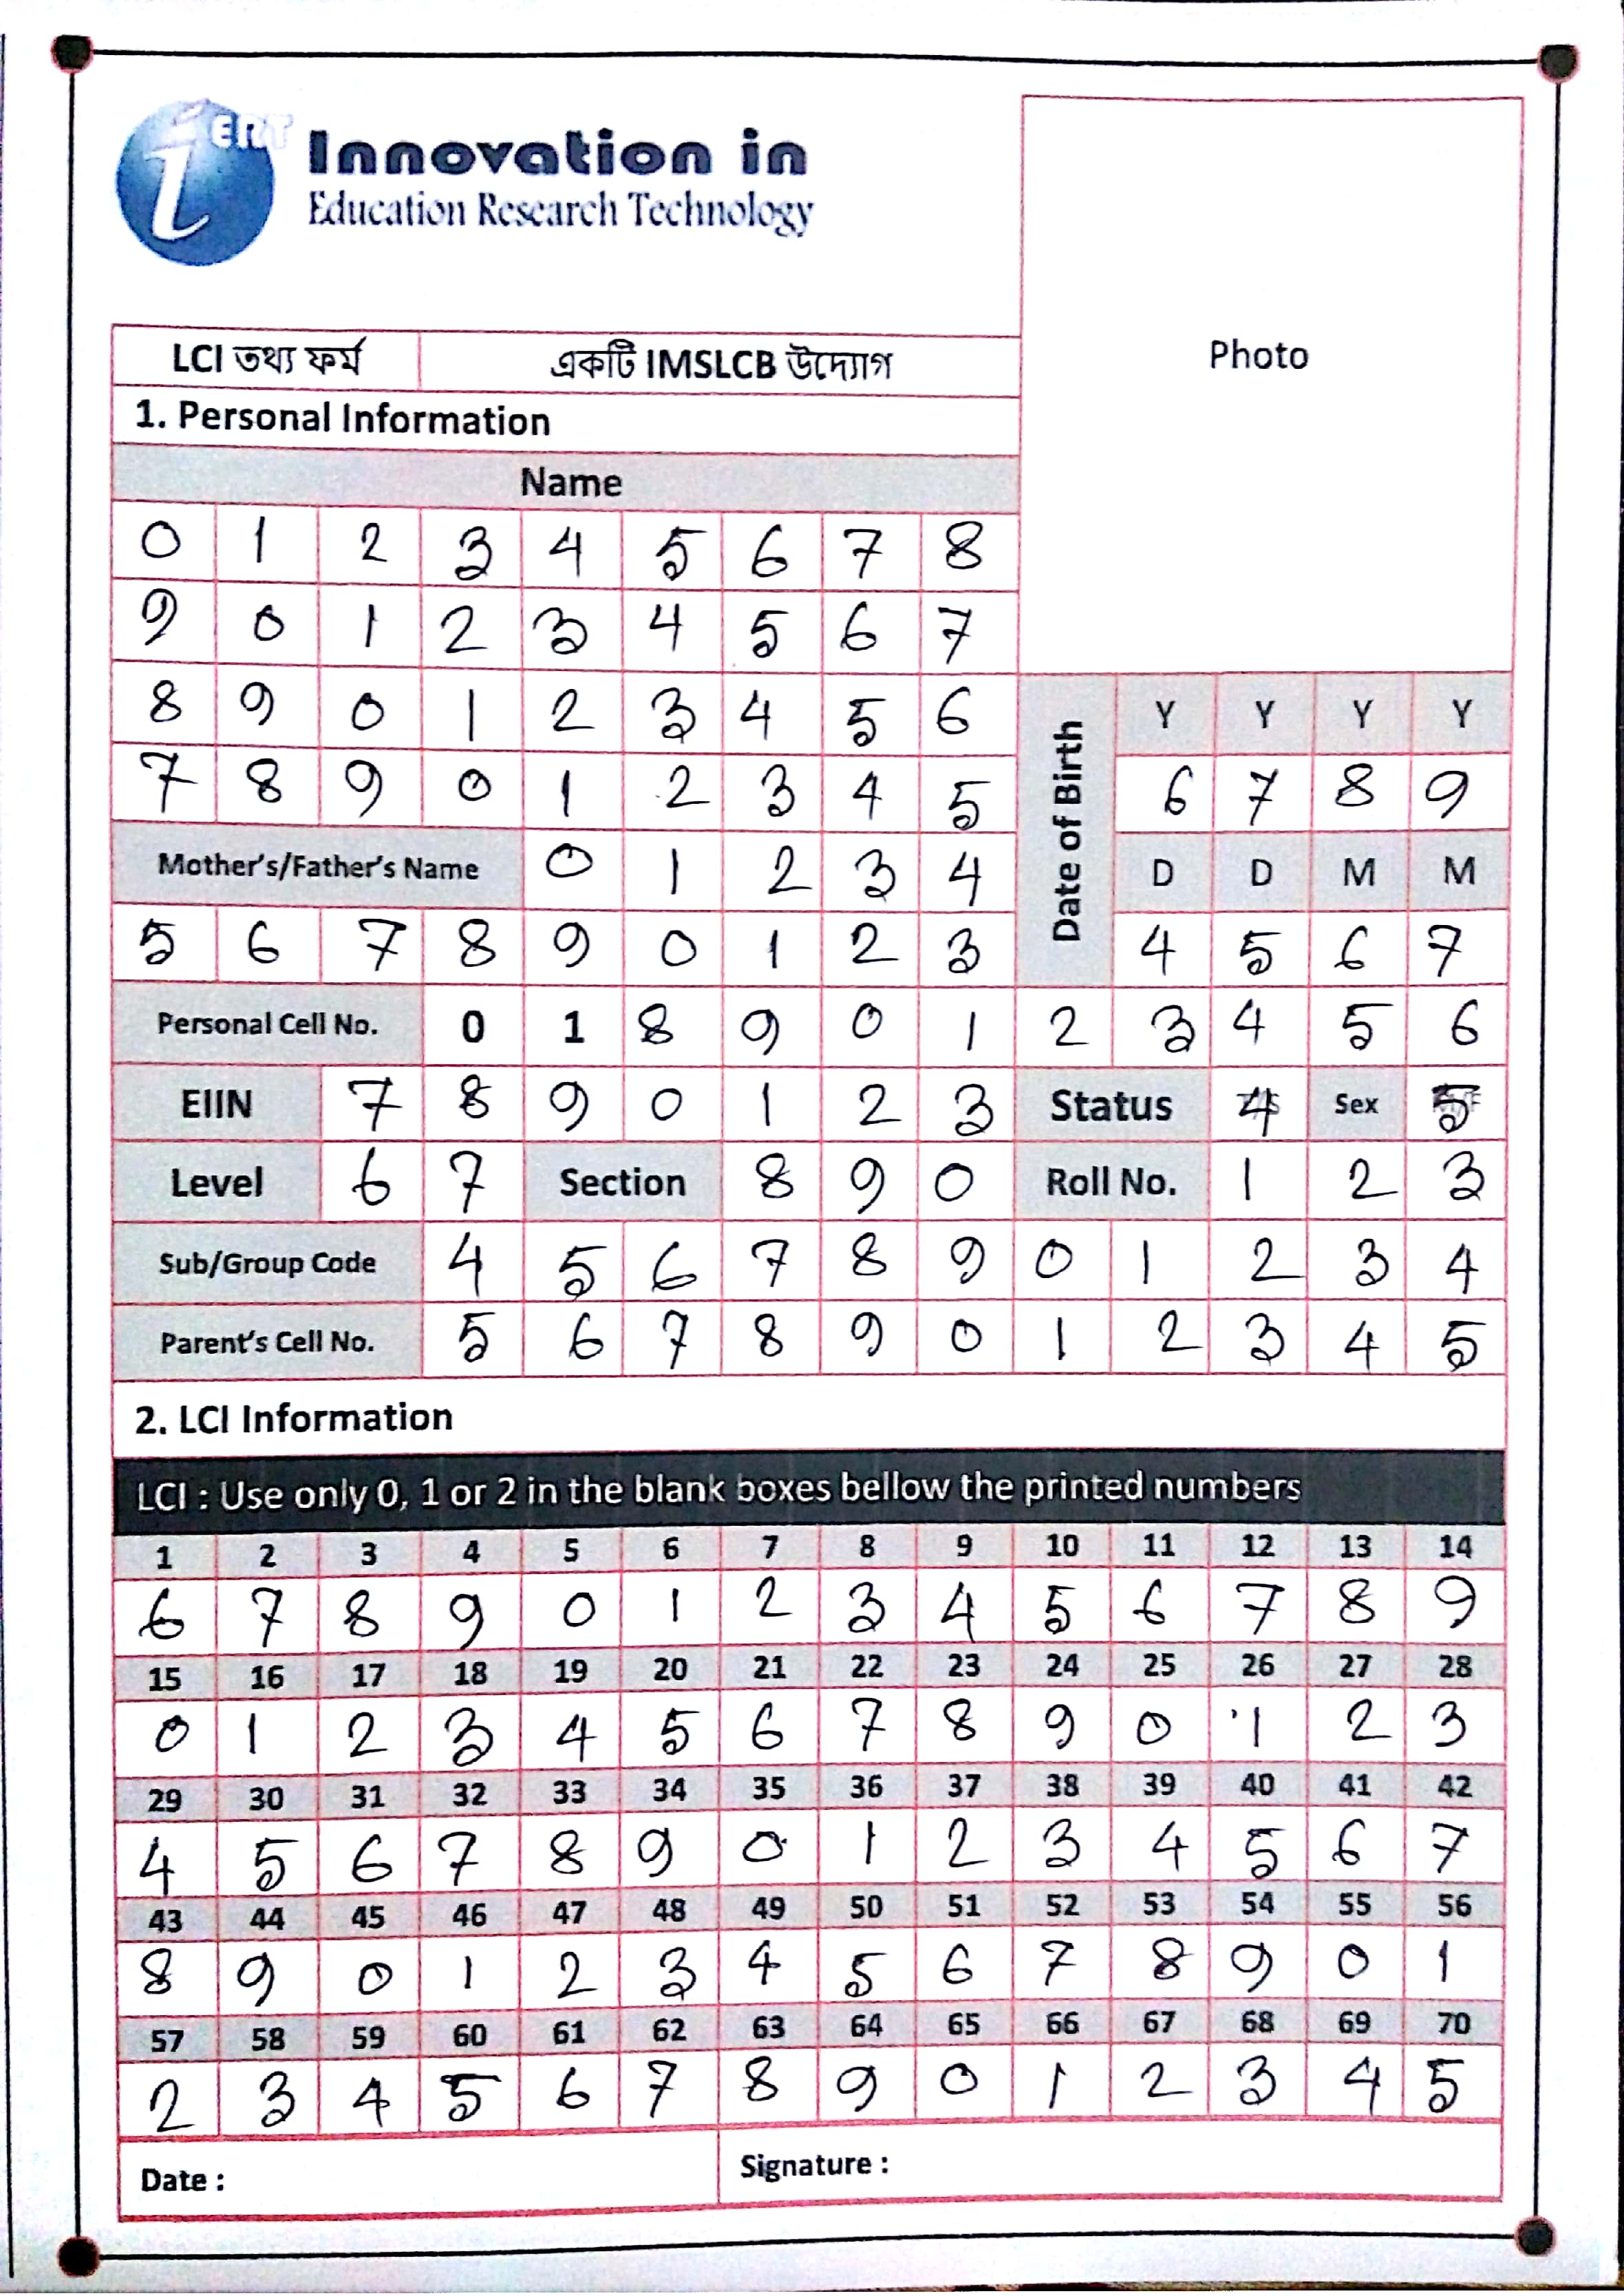 iERT Innovation in
Education Research Technology
Photo
LCI তথ্য ফর্ম একটি IMSLCB উদ্যোগ
1. Personal Information
Name
0 1 2 3 4 5 6 7 8
9 0 1 2 3 4 5 6 7
8 9 0 1 2 3 4 5 6
7 8 9 0 1 2 3 4 5
Date of Birth
Y Y Y Y
6 7 8 9
D D M M
4 5 6 7
Mother's/Father's Name 0 1 2 3 4
5 6 7 8 9 0 1 2 3
Personal Cell No. 0 1 8 9 0 1 2 3 4 5 6
EIIN 7 8 9 0 1 2 3 Status 4 Sex 5
Level 6 7 Section 8 9 0 Roll No. 1 2 3
Sub/Group Code 4 5 6 7 8 9 0 1 2 3 4
Parent's Cell No. 5 6 7 8 9 0 1 2 3 4 5
2. LCI Information
LCI : Use only 0, 1 or 2 in the blank boxes bellow the printed numbers
1 2 3 4 5 6 7 8 9 10 11 12 13 14
6 7 8 9 0 1 2 3 4 5 6 7 8 9
15 16 17 18 19 20 21 22 23 24 25 26 27 28
0 1 2 3 4 5 6 7 8 9 0 1 2 3
29 30 31 32 33 34 35 36 37 38 39 40 41 42
4 5 6 7 8 9 0 1 2 3 4 5 6 7
43 44 45 46 47 48 49 50 51 52 53 54 55 56
8 9 0 1 2 3 4 5 6 7 8 9 0 1
57 58 59 60 61 62 63 64 65 66 67 68 69 70
2 3 4 5 6 7 8 9 0 1 2 3 4 5
Date : Signature :